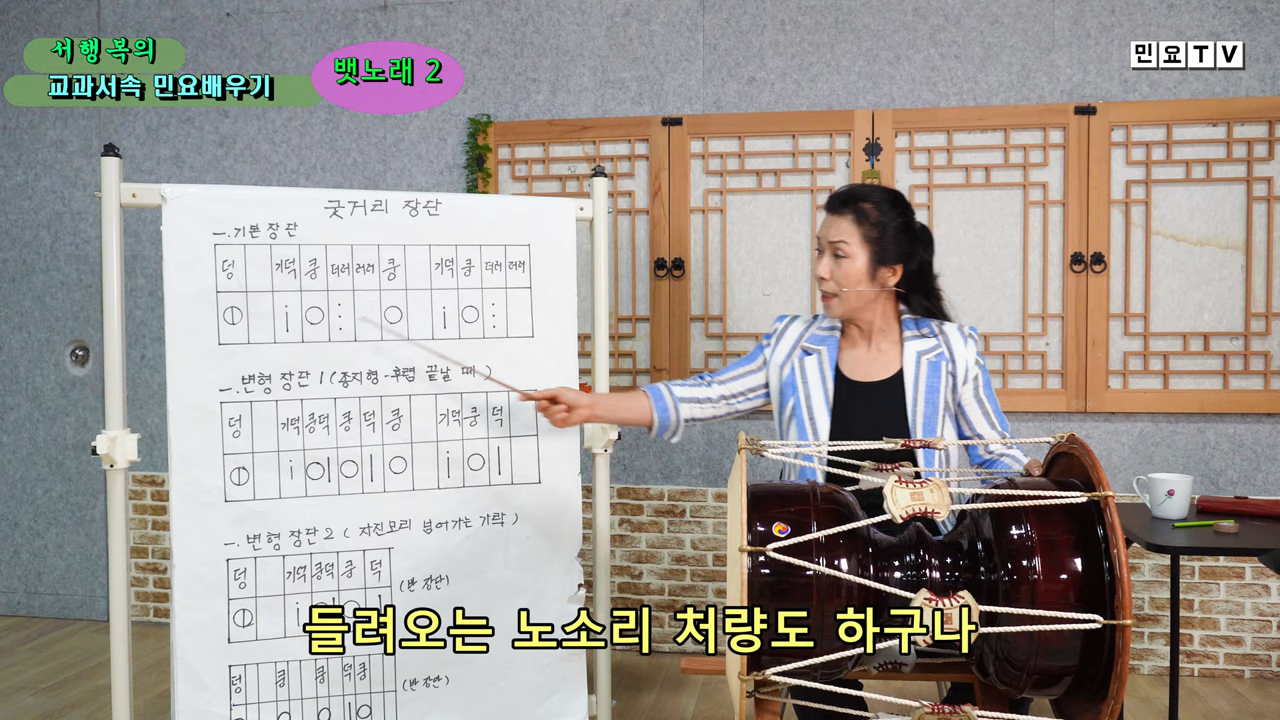 서행복의
교과서속 민요배우기
뱃노래 2
민요TV
굿거리 장단
一.기본장단
덩 기덕 쿵 더러 러러 쿵 기덕 쿵 더러 러러
一.변형 장단 1 (종지형-후렴 끝날 때)
덩 기덕 쿵덕 쿵 덕 쿵 기덕 쿵 덕
一.변형 장단 2 (자진모리 넘어가는 가락)
덩 기덕 쿵덕 쿵 덕
(반 장단)
덩 쿵 쿵 덕쿵
(반 장단)
들려오는 노소리 처량도 하구나